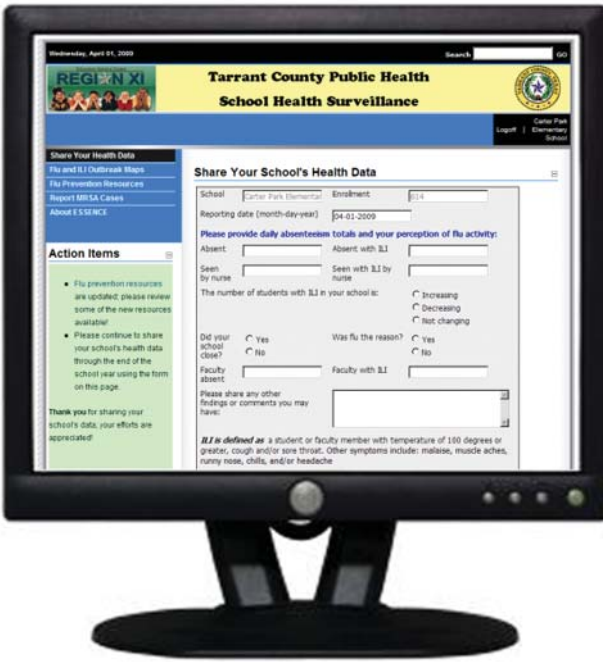 Wednesday, April 01, 2009
Search
GO
REGION XI
Tarrant County Public Health
School Health Surveillance
Logoff | Carter Park
Elementary
School
Share Your Health Data
Flu and ILI Outbreak Maps
Flu Prevention Resources
Report MRSA Cases
About ESSENCE
Action Items
Flu prevention resources
are updated; please review
some of the new resources
available!
Please continue to share
your school's health data
through the end of the
school year using the form
on this page.
Thank you for sharing your
school's data, your efforts are
appreciated!
Share Your School's Health Data
School Carter Park Elementar Enrollment 614
Reporting date (month-day-year) 04-01-2009
Please provide daily absenteeism totals and your perception of flu activity:
Absent Absent with ILI
Seen by nurse Seen with ILI by nurse
The number of students with ILI in your school is:
Increasing
Decreasing
Not changing
Did your school close? Yes No
Was flu the reason? Yes No
Faculty absent Faculty with ILI
Please share any other
findings or comments you may
have:
ILI is defined as a student or faculty member with temperature of 100 degrees or
greater, cough and/or sore throat. Other symptoms include: malaise, muscle aches,
runny nose, chills, and/or headache